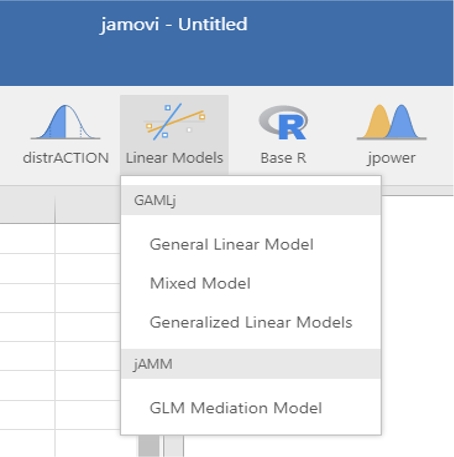 jamovi - Untitled
distrACTION Linear Models Base R jpower
GAMLj
General Linear Model
Mixed Model
Generalized Linear Models
jAMM
GLM Mediation Model